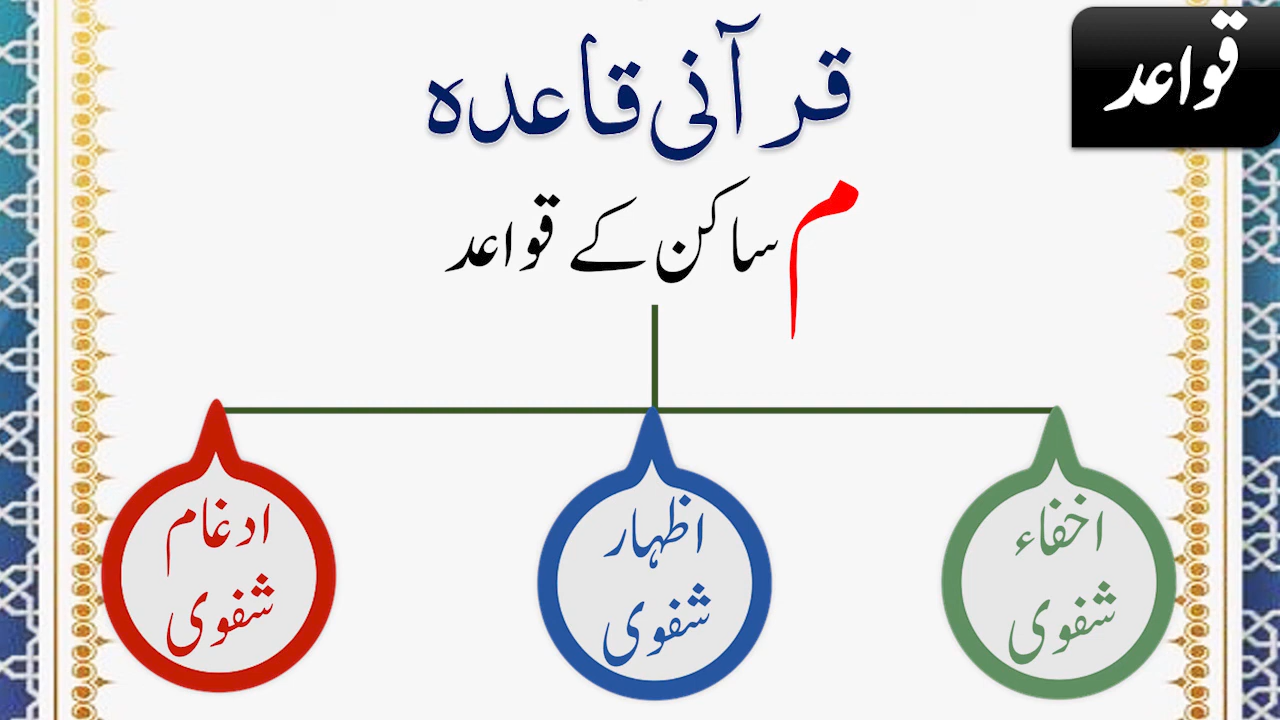 قواعد
قرآنی قاعدہ
م ساکن کے قواعد
اخفاء
شفوی
اظہار
شفوی
ادغام
شفوی